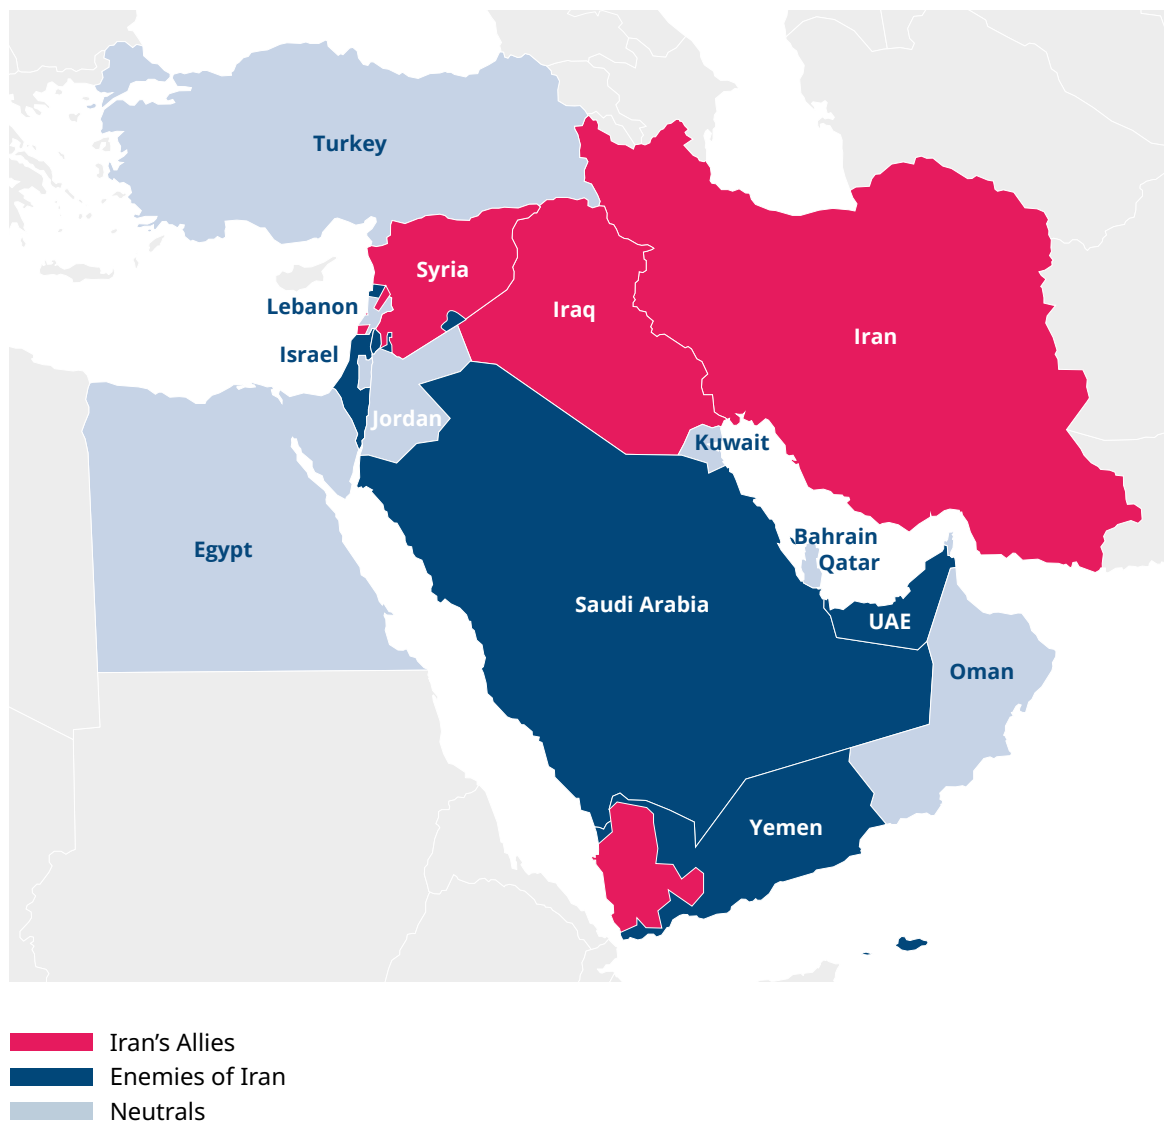 Turkey
Syria
Lebanon
Iraq
Iran
Israel
Jordan
Kuwait
Egypt
Bahrain
Qatar
Saudi Arabia
UAE
Oman
Yemen
Iran’s Allies
Enemies of Iran
Neutrals